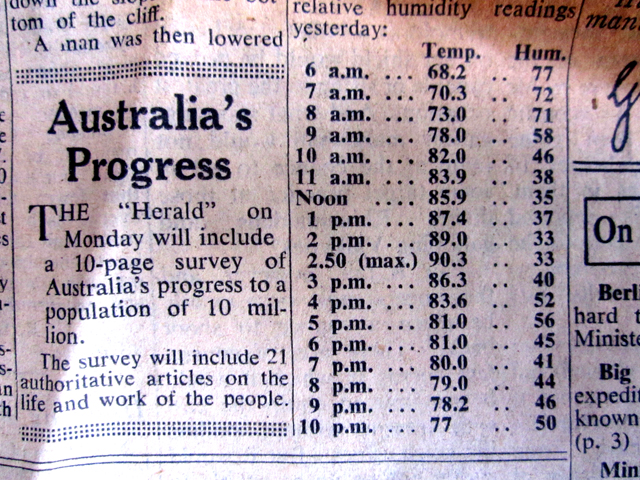 down the
tom of the cliff.
A man was then lowered
Australia's
Progress
THE "Herald" on
Monday will include
a 10-page survey of
Australia's progress to a
population of 10 mil-
lion.
The survey will include 21
authoritative articles on the
life and work of the people.
relative humidity readings
yesterday:
Temp. Hum.
6 a.m. ... 68.2 .. 77
7 a.m. ... 70.3 .. 72
8 a.m. ... 73.0 .. 71
9 a.m. ... 78.0 .. 58
10 a.m. ... 82.0 .. 46
11 a.m. ... 83.9 .. 38
Noon ... 85.9 .. 35
1 p.m. ... 87.4 .. 37
2 p.m. ... 89.0 .. 33
2.50 (max.) 90.3 .. 33
3 p.m. ... 86.3 .. 40
4 p.m. ... 83.6 .. 52
5 p.m. ... 81.0 .. 56
6 p.m. ... 81.0 .. 45
7 p.m. ... 80.0 .. 41
8 p.m. ... 79.0 .. 44
9 p.m. ... 78.2 .. 46
10 p.m. ... 77 .. 50
man
On
Berli
hard t
Ministe
Big
expedit
known
(p. 3)
Min